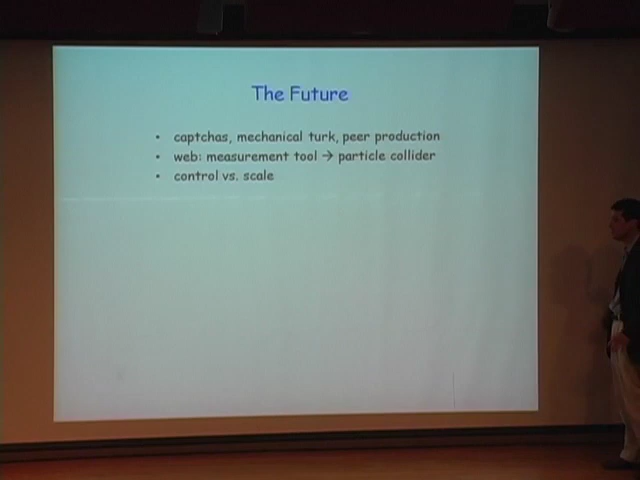 The Future
• captchas, mechanical turk, peer production
• web: measurement tool → particle collider
• control vs. scale